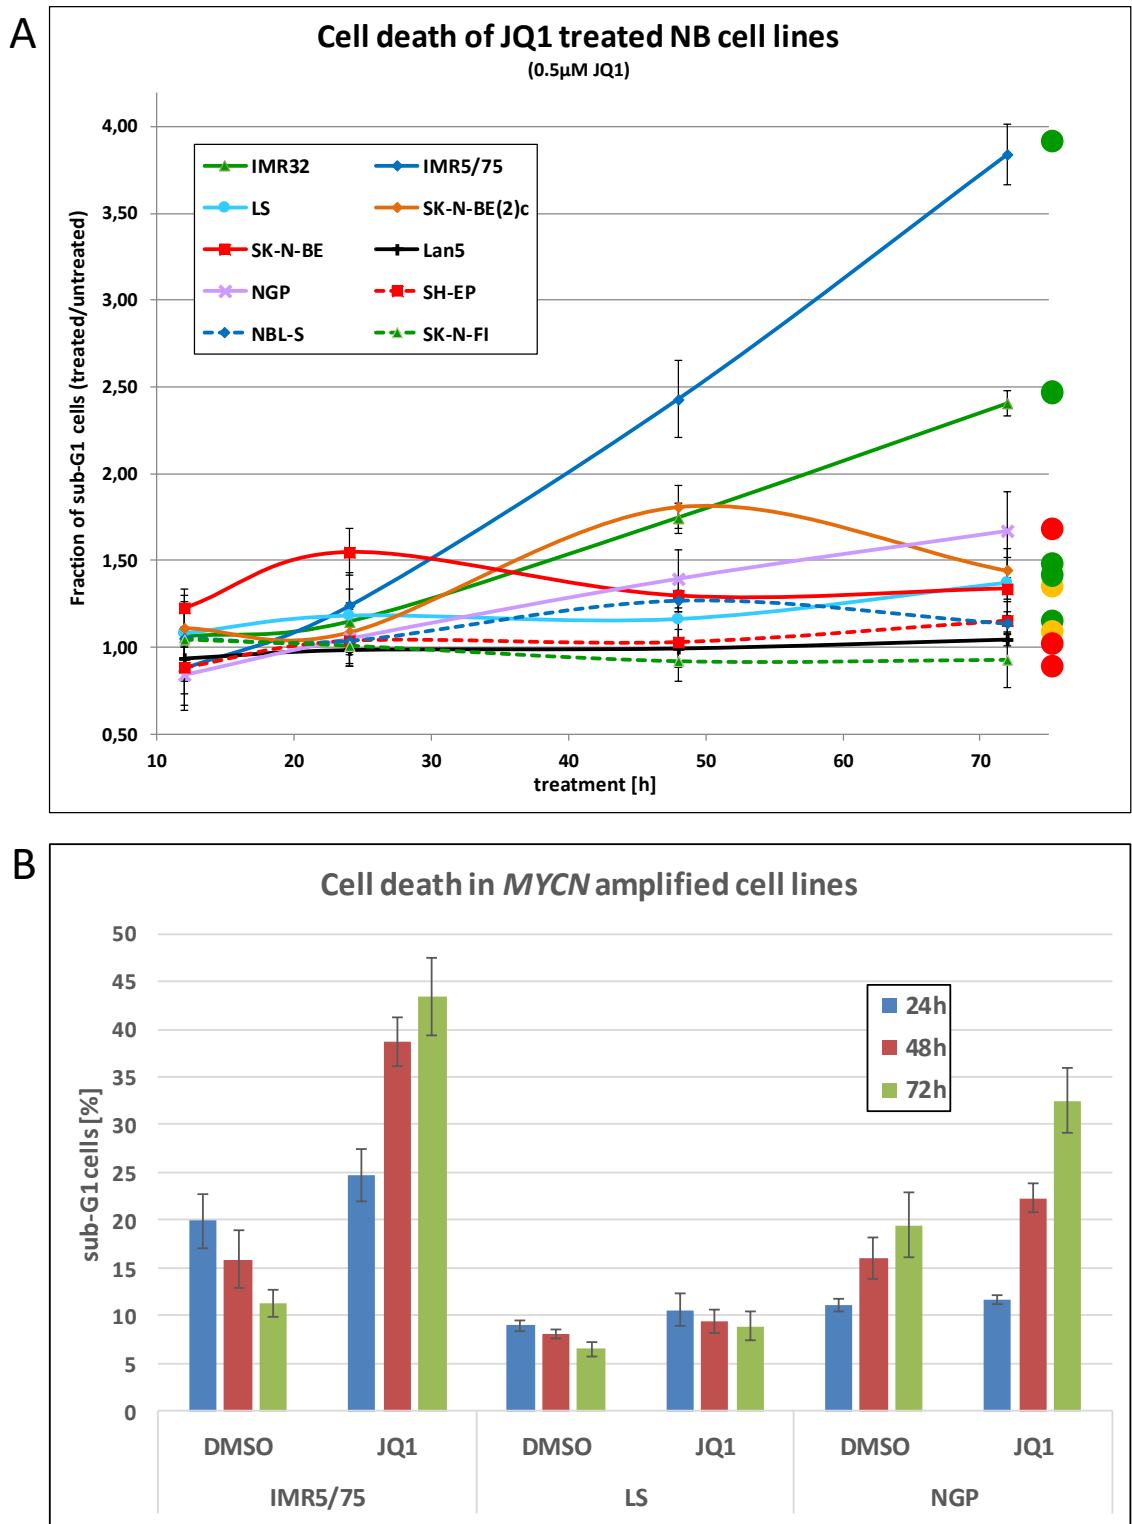 A
Cell death of JQ1 treated NB cell lines
(0.5µM JQ1)
Fraction of sub-G1 cells (treated/untreated)
4,00
3,50
3,00
2,50
2,00
1,50
1,00
0,50
IMR32 IMR5/75
LS SK-N-BE(2)c
SK-N-BE Lan5
NGP SH-EP
NBL-S SK-N-FI
10 20 30 40 50 60 70
treatment [h]
B
Cell death in MYCN amplified cell lines
sub-G1 cells [%]
50
45
40
35
30
25
20
15
10
5
0
24h
48h
72h
DMSO JQ1 DMSO JQ1 DMSO JQ1
IMR5/75 LS NGP